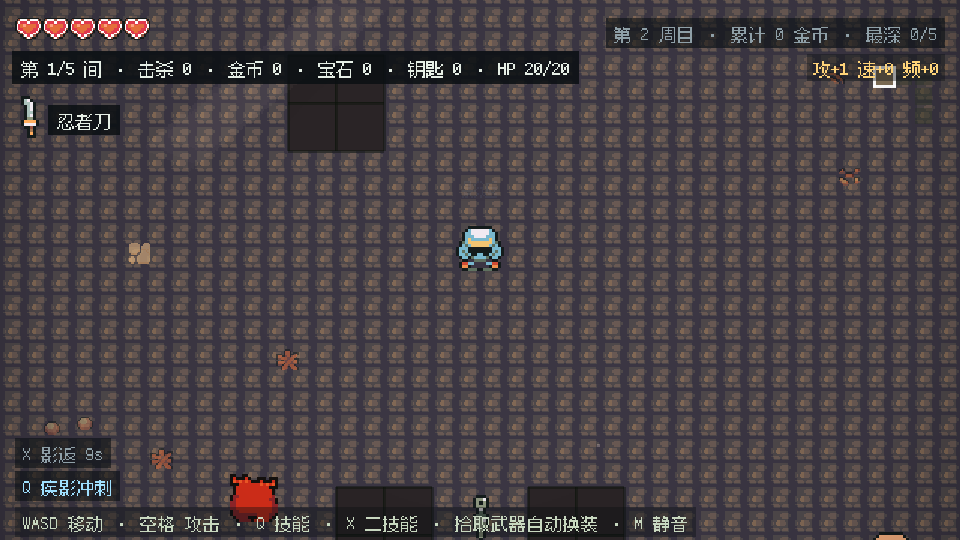 第 2 周目 · 累计 0 金币 · 最深 0/5
第 1/5 间 · 击杀 0 · 金币 0 · 宝石 0 · 钥匙 0 · HP 20/20
攻+1 速+0 频+0
忍者刀
X 影返 9s
Q 疾影冲刺
WASD 移动 · 空格 攻击 · Q 技能 · X 二技能 · 拾取武器自动换装 · M 静音